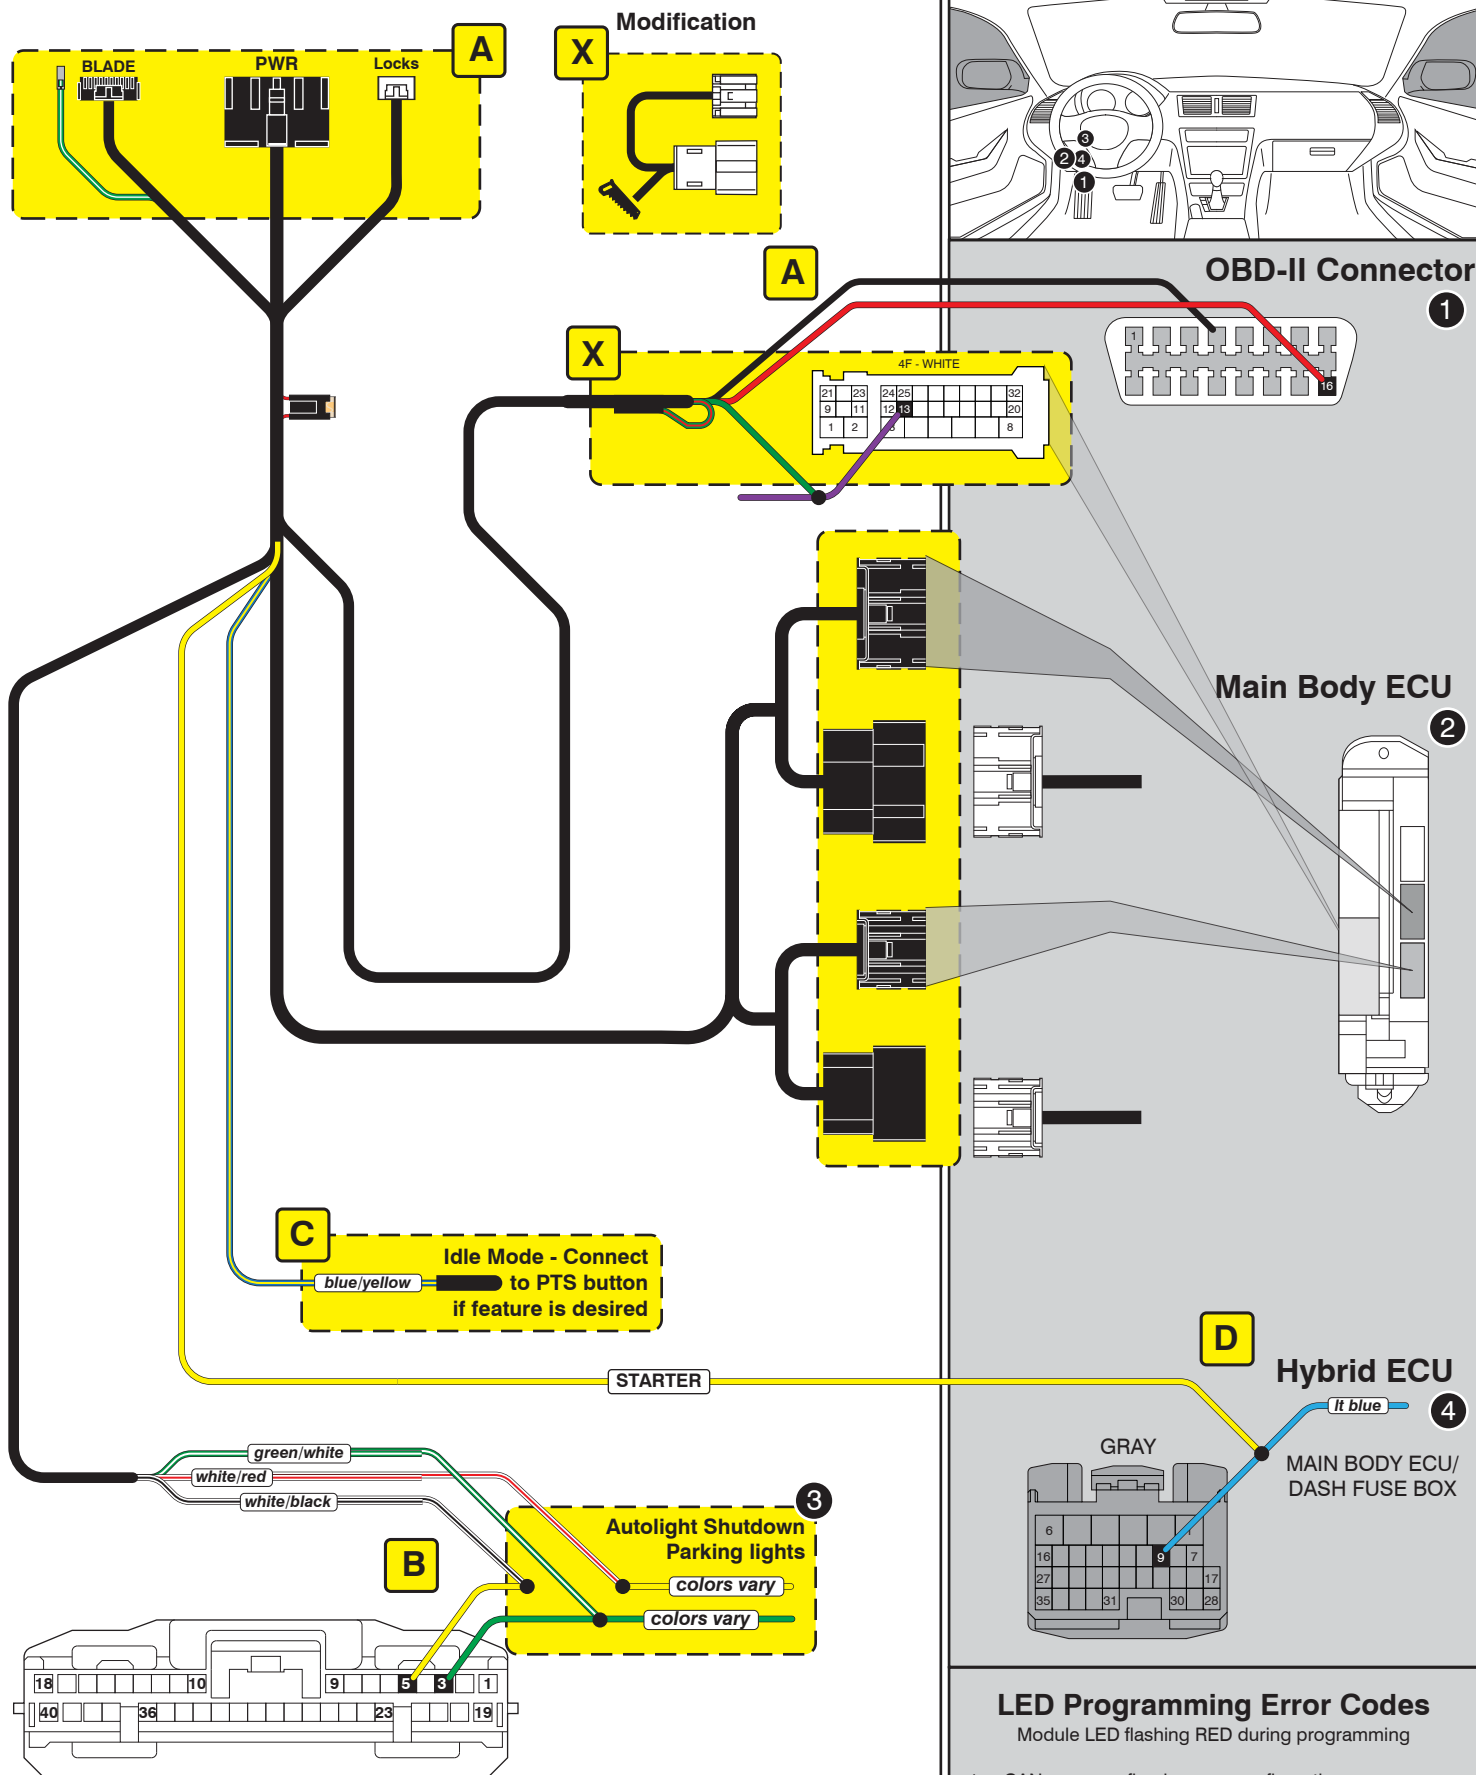 Modification
A
X
BLADE
PWR
Locks
3
2
4
1
OBD-II Connector
1
A
1
16
X
4F - WHITE
21
23
24
25
32
9
11
12
13
20
1
2
8
Main Body ECU
2
C
Idle Mode - Connect
to PTS button
if feature is desired
blue/yellow
D
Hybrid ECU
4
STARTER
lt blue
GRAY
MAIN BODY ECU/
DASH FUSE BOX
6
16
9
7
27
17
35
31
30
28
green/white
white/red
white/black
3
Autolight Shutdown
Parking lights
B
colors vary
colors vary
18
10
9
5
3
1
40
36
23
19
LED Programming Error Codes
Module LED flashing RED during programming